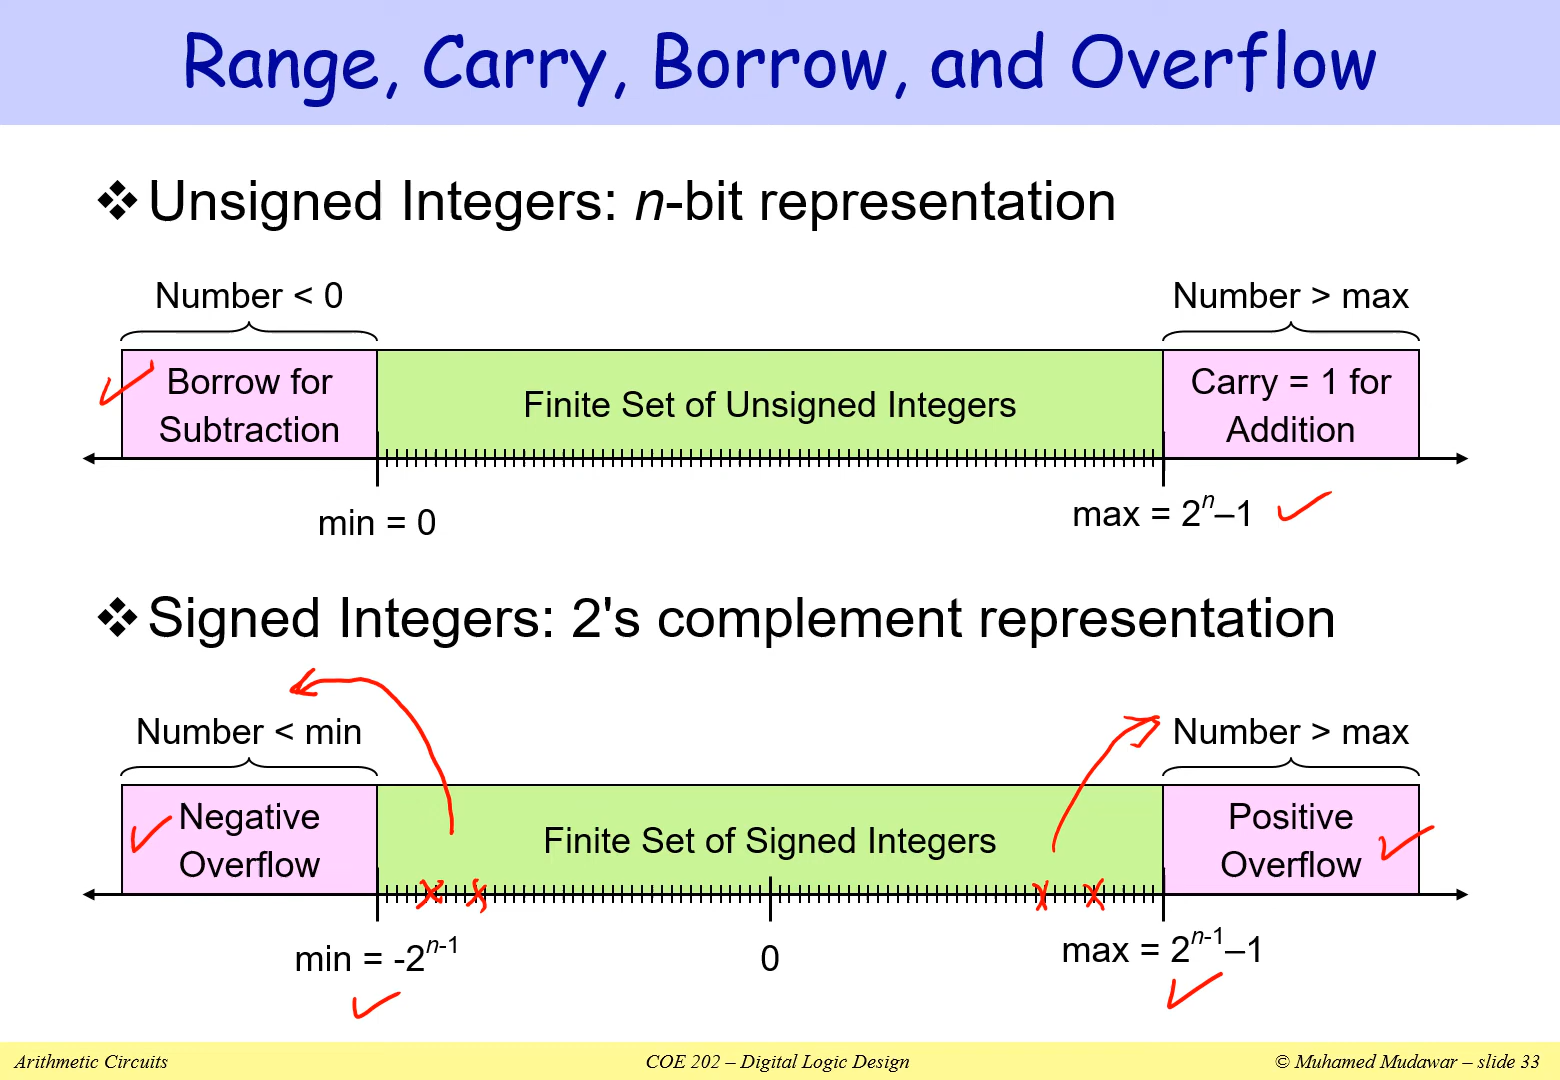 Range, Carry, Borrow, and Overflow
❖ Unsigned Integers: n-bit representation
Number < 0
Number > max
Borrow for
Subtraction
Finite Set of Unsigned Integers
Carry = 1 for
Addition
min = 0
max = 2ⁿ–1
❖ Signed Integers: 2's complement representation
Number < min
Number > max
Negative
Overflow
Finite Set of Signed Integers
Positive
Overflow
min = -2ⁿ⁻¹
0
max = 2ⁿ⁻¹–1
Arithmetic Circuits
COE 202 – Digital Logic Design
© Muhamed Mudawar – slide 33